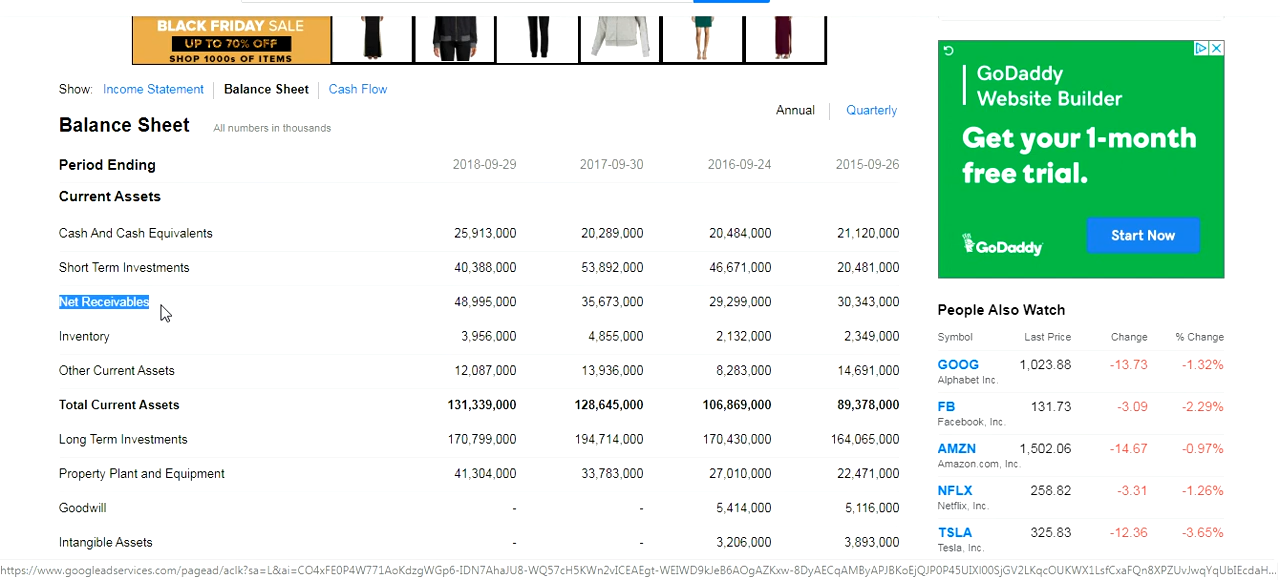 BLACK FRIDAY SALE
UP TO 70% OFF
SHOP 1000s OF ITEMS
Show: Income Statement Balance Sheet Cash Flow
Annual Quarterly
Balance Sheet All numbers in thousands
Period Ending 2018-09-29 2017-09-30 2016-09-24 2015-09-26
Current Assets
Cash And Cash Equivalents 25,913,000 20,289,000 20,484,000 21,120,000
Short Term Investments 40,388,000 53,892,000 46,671,000 20,481,000
Net Receivables 48,995,000 35,673,000 29,299,000 30,343,000
Inventory 3,956,000 4,855,000 2,132,000 2,349,000
Other Current Assets 12,087,000 13,936,000 8,283,000 14,691,000
Total Current Assets 131,339,000 128,645,000 106,869,000 89,378,000
Long Term Investments 170,799,000 194,714,000 170,430,000 164,065,000
Property Plant and Equipment 41,304,000 33,783,000 27,010,000 22,471,000
Goodwill - - 5,414,000 5,116,000
Intangible Assets - - 3,206,000 3,893,000
GoDaddy
Website Builder
Get your 1-month
free trial.
GoDaddy
Start Now
People Also Watch
Symbol Last Price Change % Change
GOOG 1,023.88 -13.73 -1.32%
Alphabet Inc.
FB 131.73 -3.09 -2.29%
Facebook, Inc.
AMZN 1,502.06 -14.67 -0.97%
Amazon.com, Inc.
NFLX 258.82 -3.31 -1.26%
Netflix, Inc.
TSLA 325.83 -12.36 -3.65%
Tesla, Inc.